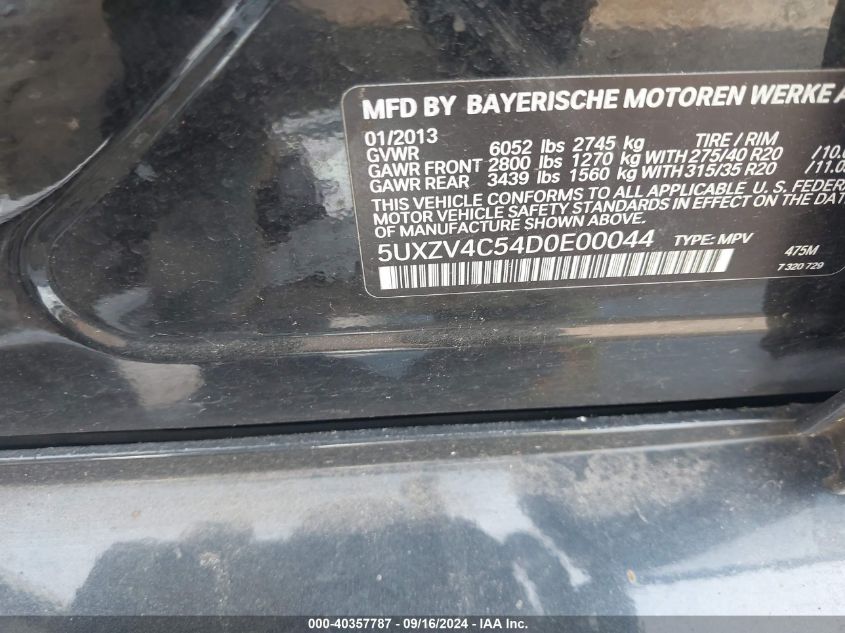 MFD BY BAYERISCHE MOTOREN WERKE
01/2013
GVWR 6052 lbs 2745 kg TIRE / RIM
GAWR FRONT 2800 lbs 1270 kg WITH 275/40 R20 /10.
GAWR REAR 3439 lbs 1560 kg WITH 315/35 R20 /11.
THIS VEHICLE CONFORMS TO ALL APPLICABLE U. S. FEDER
MOTOR VEHICLE SAFETY STANDARDS IN EFFECT ON THE DAT
OF MANUFACTURE SHOWN ABOVE.
5UXZV4C54D0E00044 TYPE: MPV 475M
7 320 729
000-40357787 - 09/16/2024 - IAA Inc.